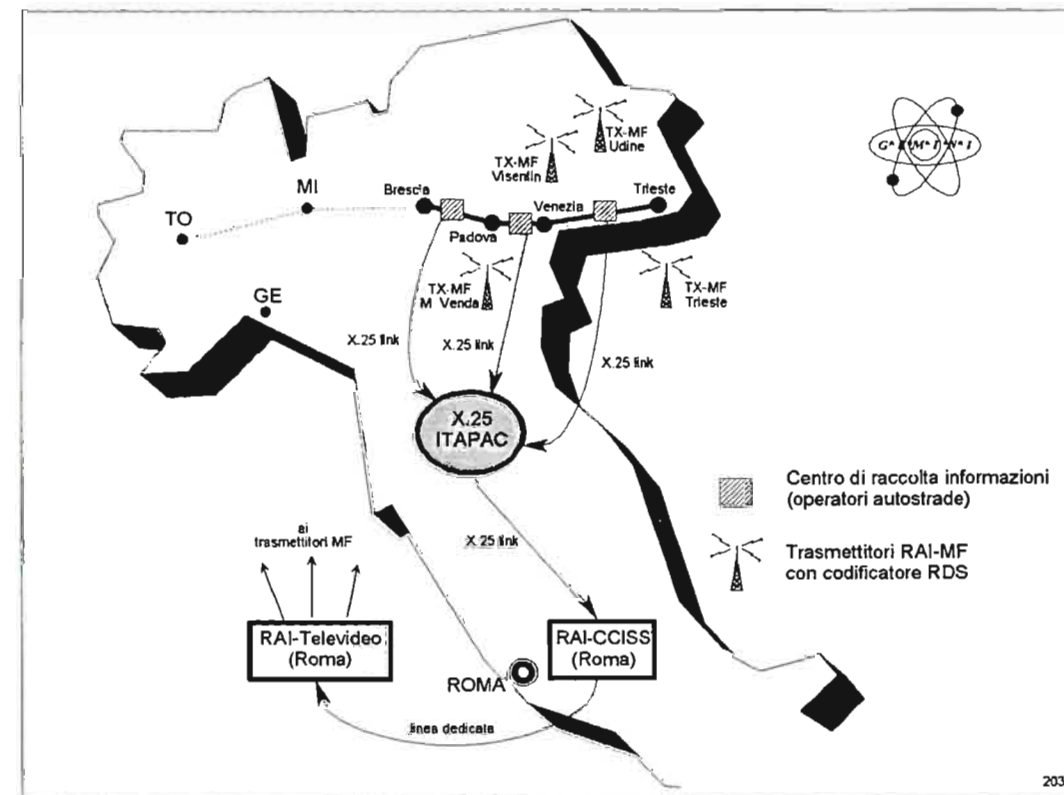 TX-MF
Udine
TX-MF
Visentin
MI
Brescia
Venezia
Trieste
TO
Padova
TX-MF
M Venda
TX-MF
Trieste
GE
X.25 link
X.25 link
X.25 link
X.25
ITAPAC
Centro di raccolta informazioni
(operatori autostrade)
ai
trasmettitori MF
X.25 link
Trasmettitori RAI-MF
con codificatore RDS
RAI-Televideo
(Roma)
RAI-CCISS
(Roma)
ROMA
linea dedicata
203